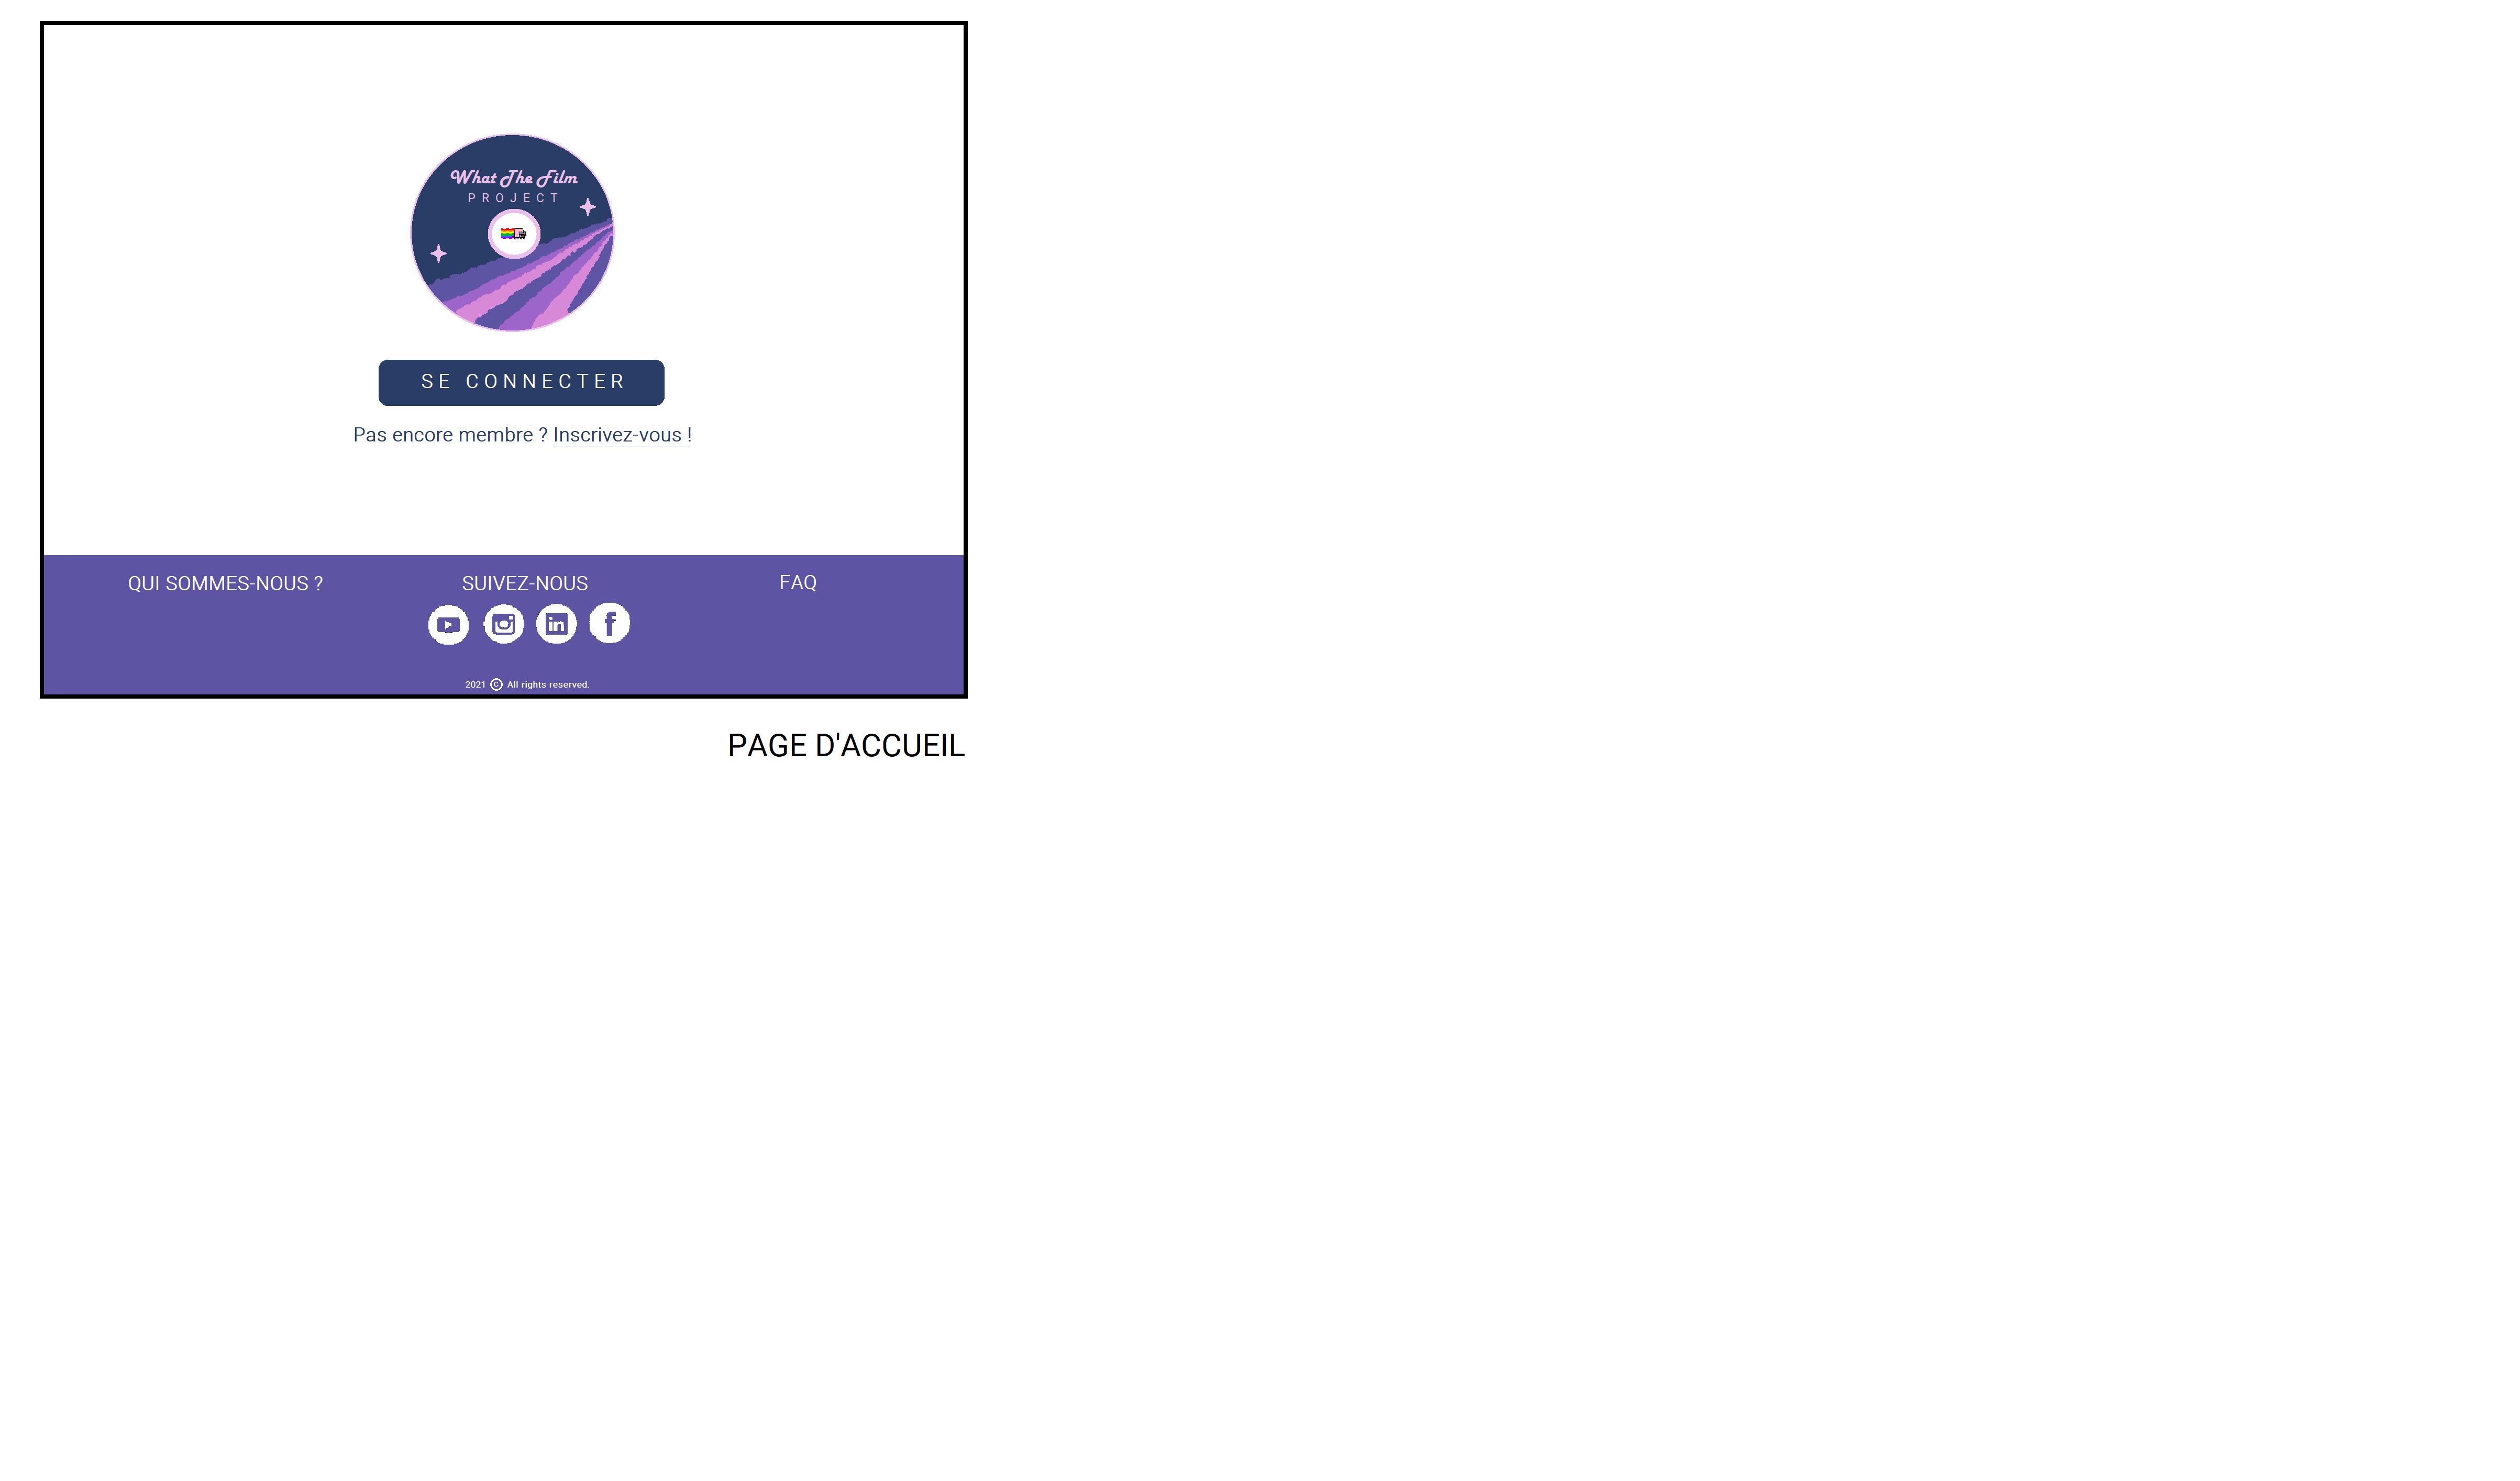 What The Film
PROJECT
SE CONNECTER
Pas encore membre ? Inscrivez-vous !
QUI SOMMES-NOUS ?
SUIVEZ-NOUS
FAQ
in
f
2021 © All rights reserved.
PAGE D'ACCUEIL